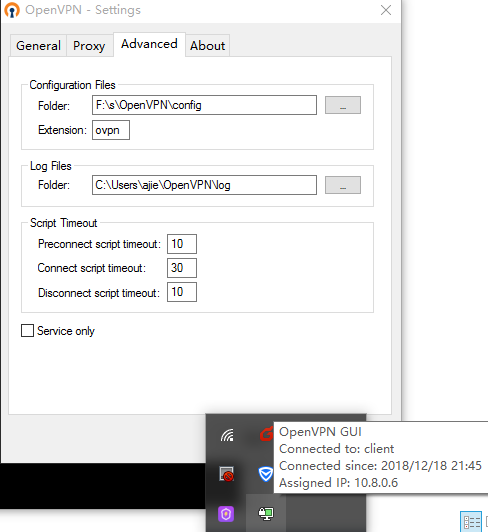 OpenVPN - Settings
General Proxy Advanced About
Configuration Files
Folder: F:\s\OpenVPN\config ...
Extension: ovpn
Log Files
Folder: C:\Users\ajie\OpenVPN\log ...
Script Timeout
Preconnect script timeout: 10
Connect script timeout: 30
Disconnect script timeout: 10
Service only
OpenVPN GUI
Connected to: client
Connected since: 2018/12/18 21:45
Assigned IP: 10.8.0.6